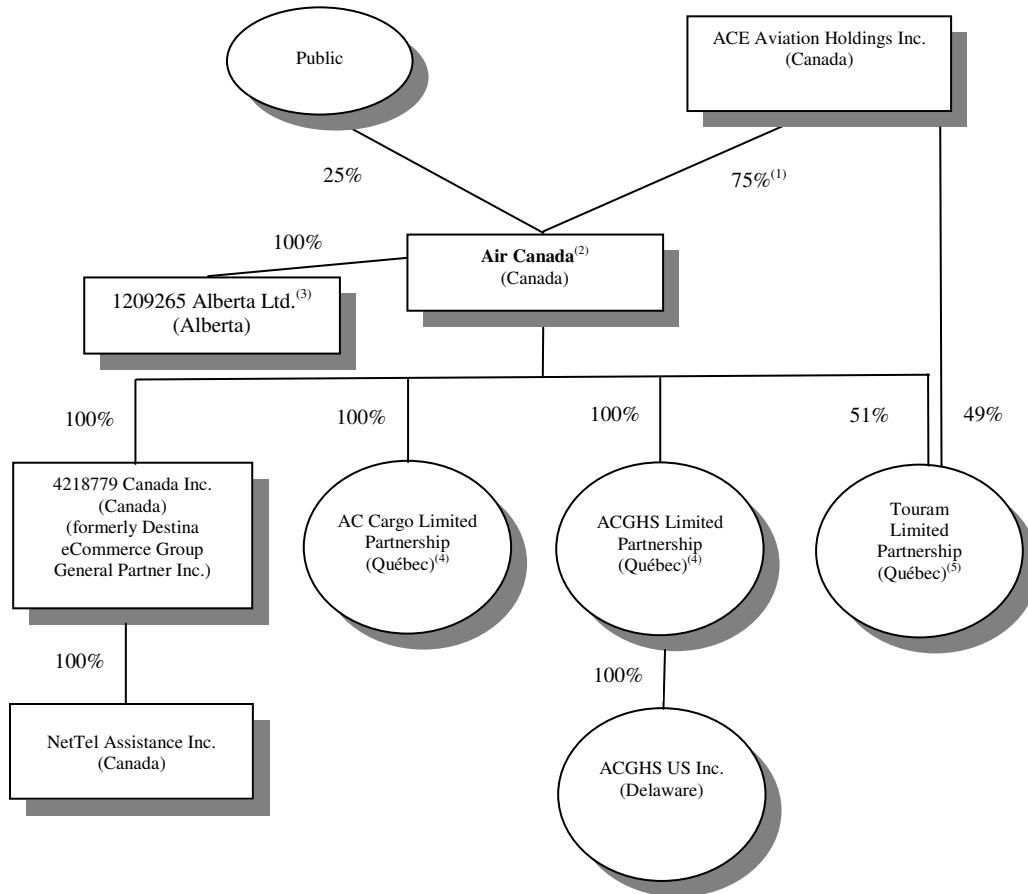 Public
ACE Aviation Holdings Inc.
(Canada)
25%
75%(1)
100%
Air Canada(2)
(Canada)
1209265 Alberta Ltd.(3)
(Alberta)
100%
100%
100%
51%
49%
4218779 Canada Inc.
(Canada)
(formerly Destina
eCommerce Group
General Partner Inc.)
AC Cargo Limited
Partnership
(Québec)(4)
ACGHS Limited
Partnership
(Québec)(4)
Touram
Limited
Partnership
(Québec)(5)
100%
100%
NetTel Assistance Inc.
(Canada)
ACGHS US Inc.
(Delaware)